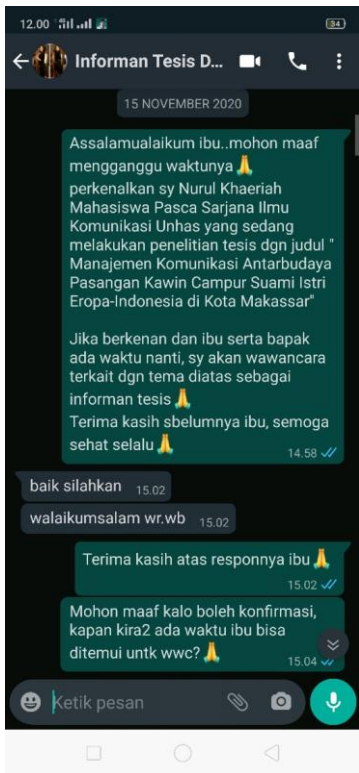 12.00
34
Informan Tesis D...
15 NOVEMBER 2020
Assalamualaikum ibu..mohon maaf
mengganggu waktunya 🙏
perkenalkan sy Nurul Khaeriah
Mahasiswa Pasca Sarjana Ilmu
Komunikasi Unhas yang sedang
melakukan penelitian tesis dgn judul "
Manajemen Komunikasi Antarbudaya
Pasangan Kawin Campur Suami Istri
Eropa-Indonesia di Kota Makassar"
Jika berkenan dan ibu serta bapak
ada waktu nanti, sy akan wawancara
terkait dgn tema diatas sebagai
informan tesis 🙏
Terima kasih sbelumnya ibu, semoga
sehat selalu 🙏
14.58
baik silahkan 15.02
walaikumsalam wr.wb 15.02
Terima kasih atas responnya ibu 🙏
15.02
Mohon maaf kalo boleh konfirmasi,
kapan kira2 ada waktu ibu bisa
ditemui untk wwc? 🙏
15.04
Ketik pesan